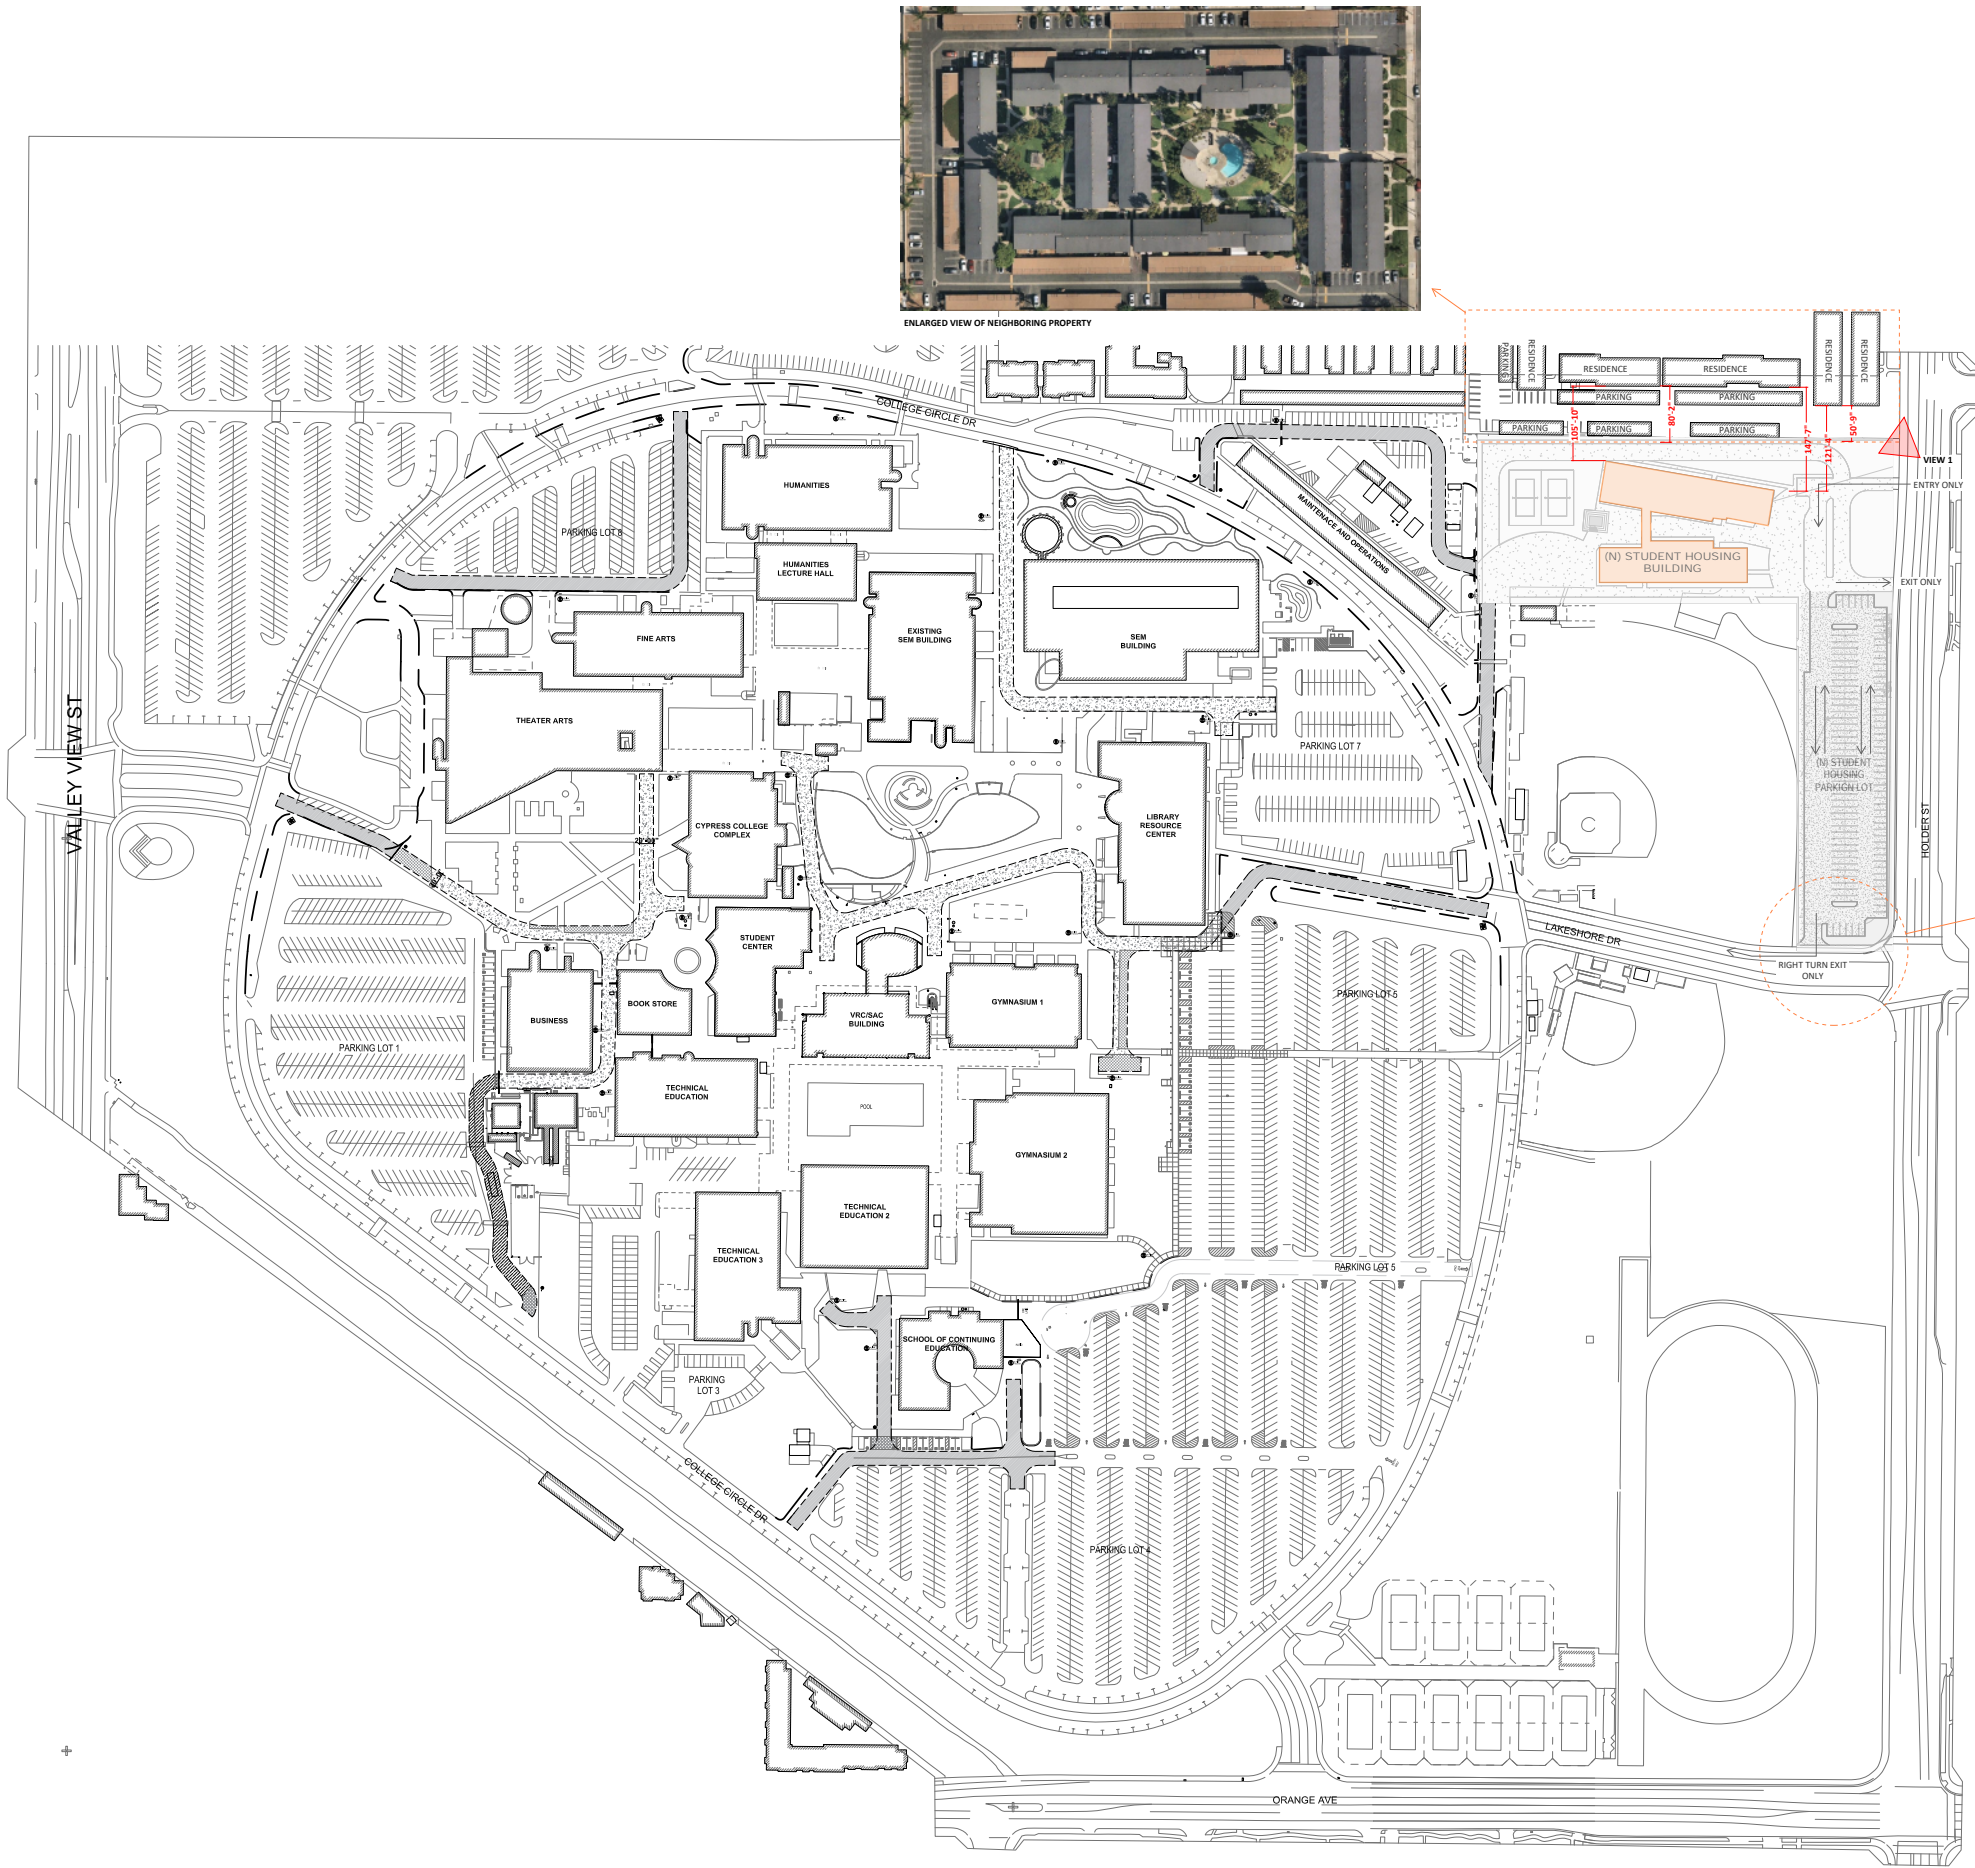 ENLARGED VIEW OF NEIGHBORING PROPERTY
PARKING
RESIDENCE
RESIDENCE
RESIDENCE
RESIDENCE
RESIDENCE
PARKING
PARKING
PARKING
PARKING
PARKING
105'-10"
80'-2"
147'-7"
121'-4"
50'-9"
VIEW 1
ENTRY ONLY
(N) STUDENT HOUSING
BUILDING
EXIT ONLY
COLLEGE CIRCLE DR
HUMANITIES
PARKING LOT 8
HUMANITIES
LECTURE HALL
MAINTENACE AND OPERATIONS
FINE ARTS
EXISTING
SEM BUILDING
SEM
BUILDING
THEATER ARTS
VALLEY VIEW ST
PARKING LOT 7
(N) STUDENT
HOUSING
PARKIGN LOT
HOLDER ST
CYPRESS COLLEGE
COMPLEX
LIBRARY
RESOURCE
CENTER
STUDENT
CENTER
LAKESHORE DR
RIGHT TURN EXIT
ONLY
BOOK STORE
BUSINESS
VRC/SAC
BUILDING
GYMNASIUM 1
PARKING LOT 5
PARKING LOT 1
TECHNICAL
EDUCATION
POOL
GYMNASIUM 2
TECHNICAL
EDUCATION 2
TECHNICAL
EDUCATION 3
PARKING LOT 5
SCHOOL OF CONTINUING
EDUCATION
PARKING
LOT 3
COLLEGE CIRCLE DR
PARKING LOT 4
ORANGE AVE